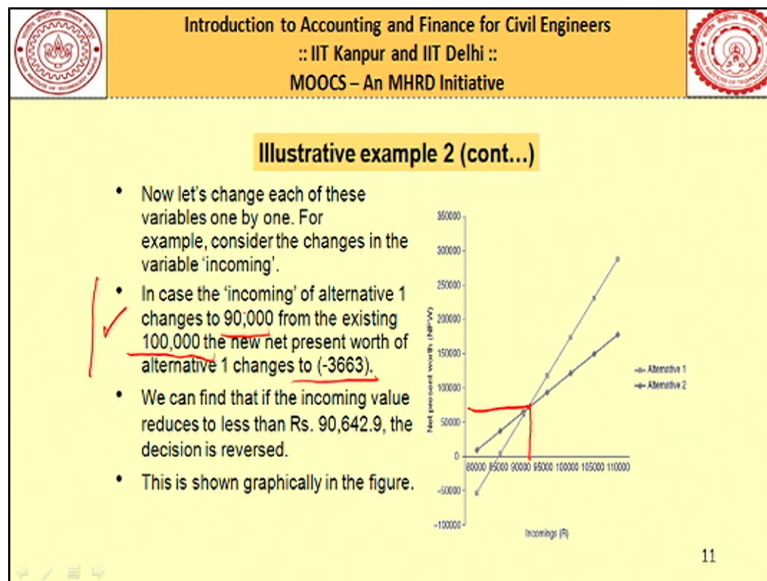 Introduction to Accounting and Finance for Civil Engineers
:: IIT Kanpur and IIT Delhi ::
MOOCS – An MHRD Initiative
Illustrative example 2 (cont...)
• Now let's change each of these
variables one by one. For
example, consider the changes in the
variable 'incoming'.
• In case the 'incoming' of alternative 1
changes to 90,000 from the existing
100,000 the new net present worth of
alternative 1 changes to (-3663).
• We can find that if the incoming value
reduces to less than Rs. 90,642.9, the
decision is reversed.
• This is shown graphically in the figure.
Net present worth (NPW)
350000
300000
250000
200000
150000
100000
50000
0
-50000
-100000
80000 85000 90000 95000 100000 105000 110000
Incomings (R)
Alternative 1
Alternative 2
11